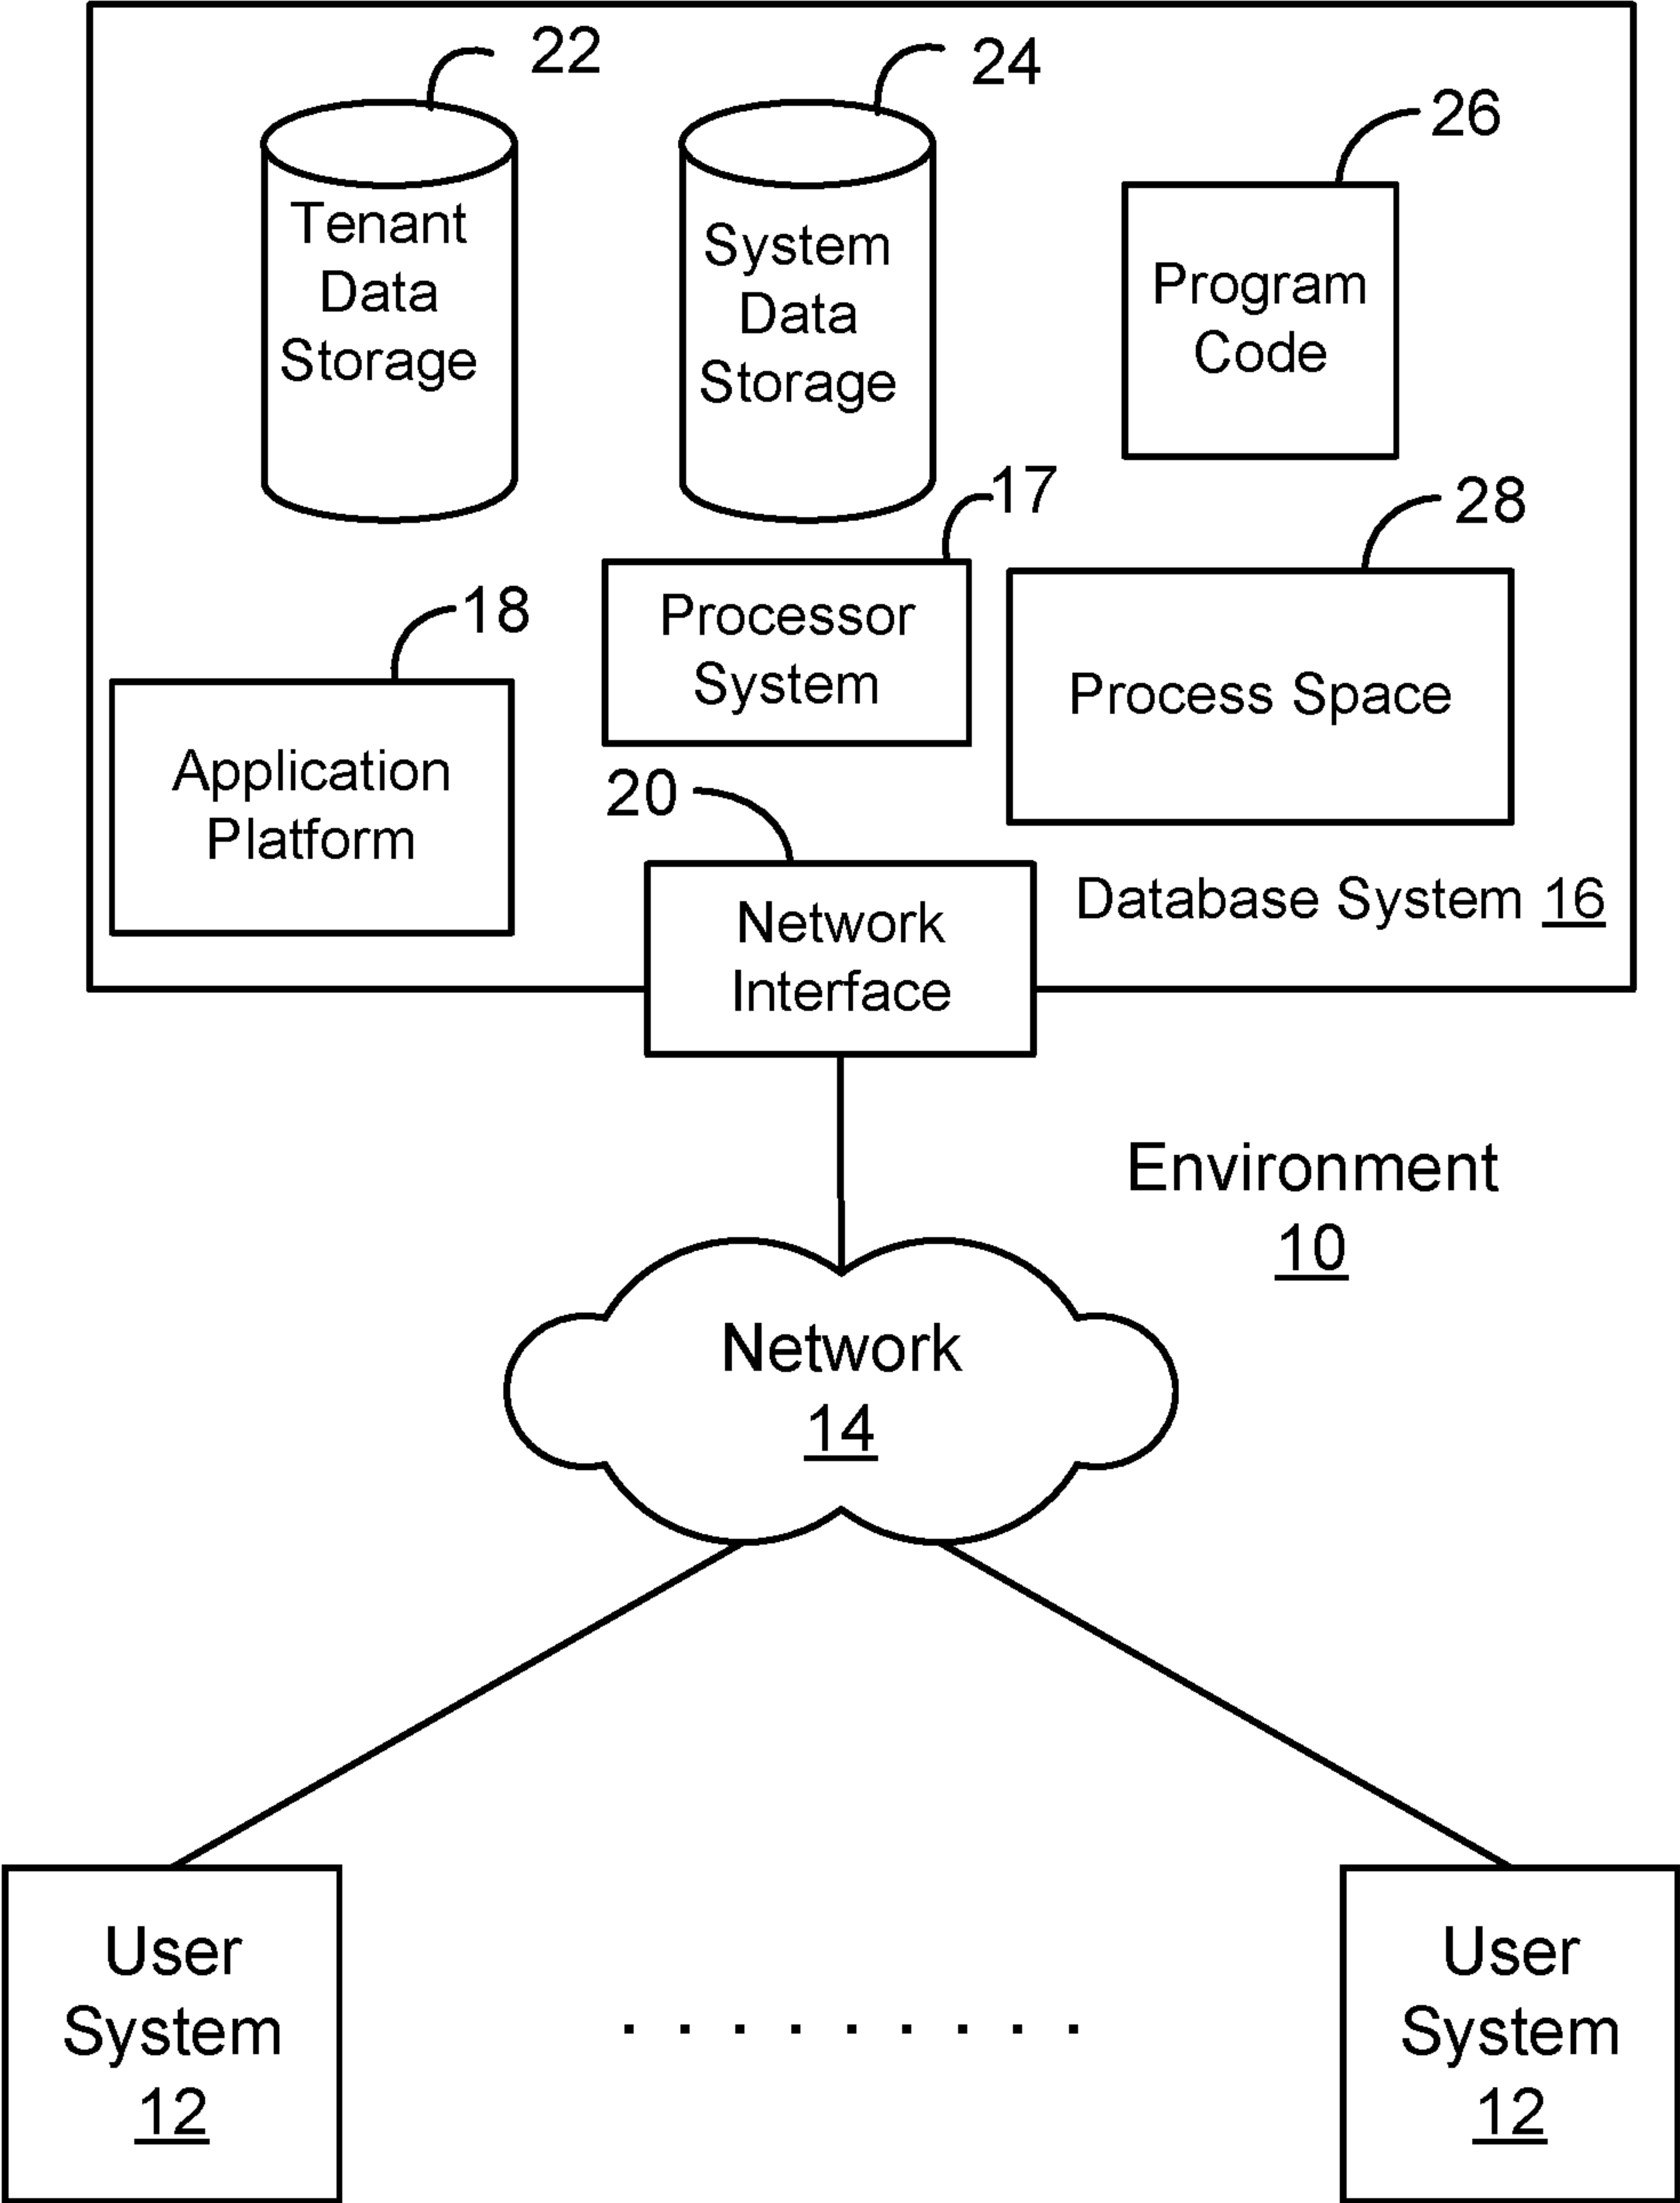 22
24
26
Tenant
Data
Storage
System
Data
Storage
Program
Code
17
28
18
Processor
System
Process Space
Application
Platform
20
Network
Interface
Database System 16
Environment
10
Network
14
User
System
12
. . . . . . . . .
User
System
12